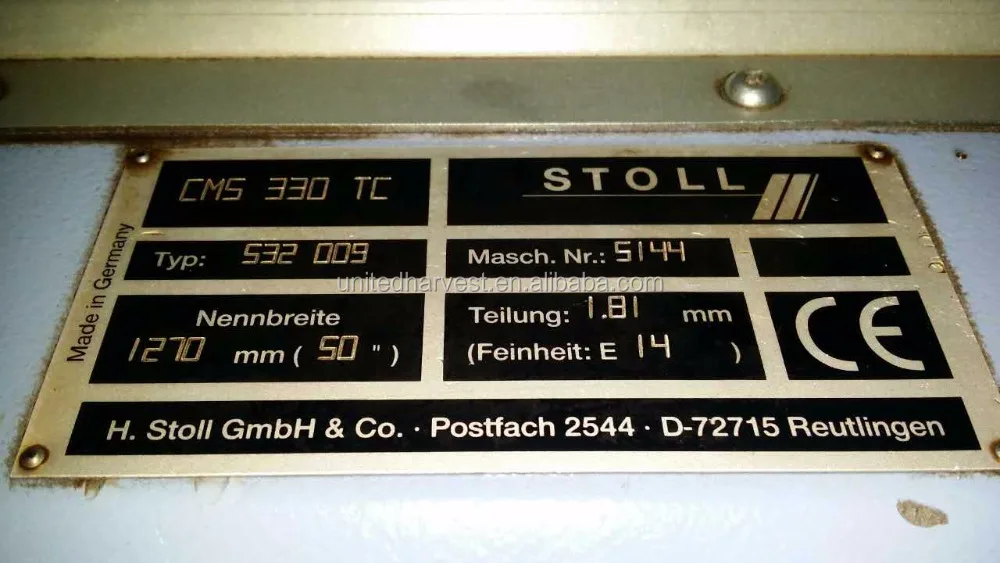 CMS 330 TC
STOLL
Typ: 532 009
Masch. Nr.: 5144
unitedharvest.en.alibaba.com
Made in Germany
Nennbreite
1270 mm ( 50 " )
Teilung: 1.81 mm
(Feinheit: E 14 )
CE
H. Stoll GmbH & Co. · Postfach 2544 · D-72715 Reutlingen